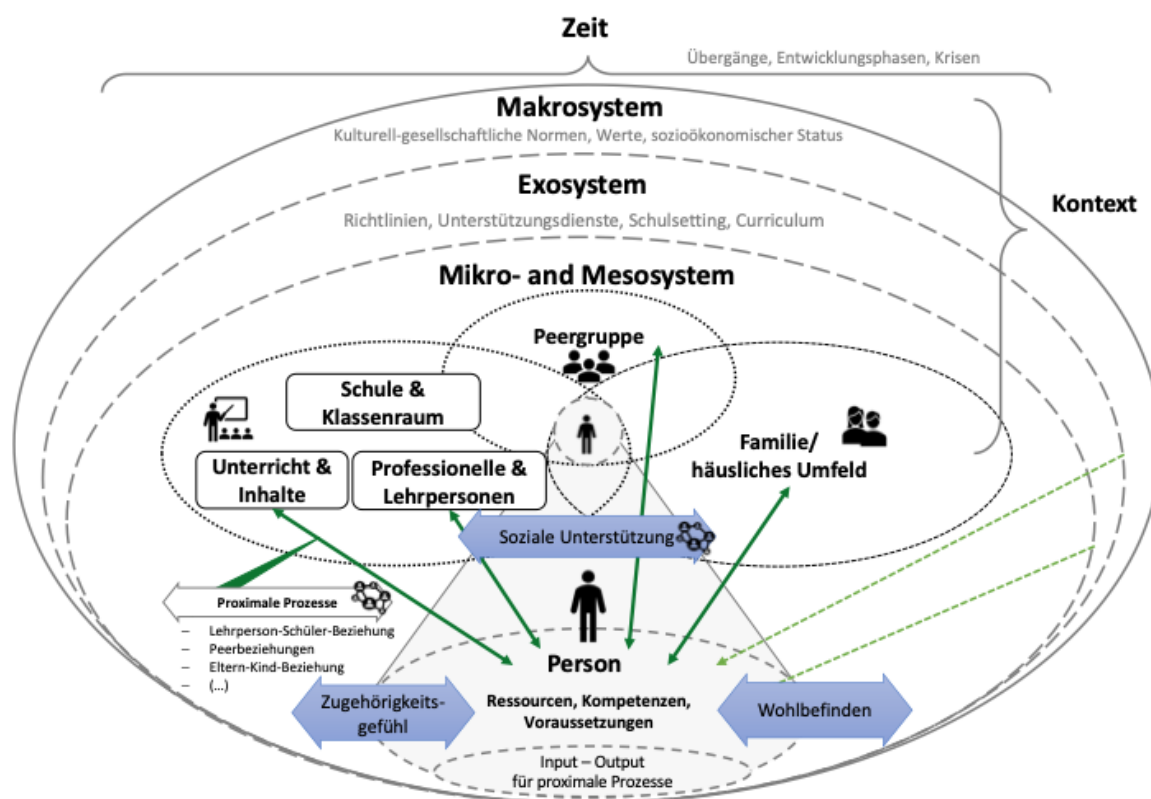 Zeit
Übergänge, Entwicklungsphasen, Krisen
Makrosystem
Kulturell-gesellschaftliche Normen, Werte, sozioökonomischer Status
Exosystem
Richtlinien, Unterstützungsdienste, Schulsetting, Curriculum
Kontext
Mikro- and Mesosystem
Peergruppe
Schule &
Klassenraum
Unterricht &
Inhalte
Professionelle &
Lehrpersonen
Familie/
häusliches Umfeld
Soziale Unterstützung
Proximale Prozesse
– Lehrperson-Schüler-Beziehung
– Peerbeziehungen
– Eltern-Kind-Beziehung
– (...)
Person
Ressourcen, Kompetenzen,
Voraussetzungen
Zugehörigkeits-
gefühl
Wohlbefinden
Input – Output
für proximale Prozesse